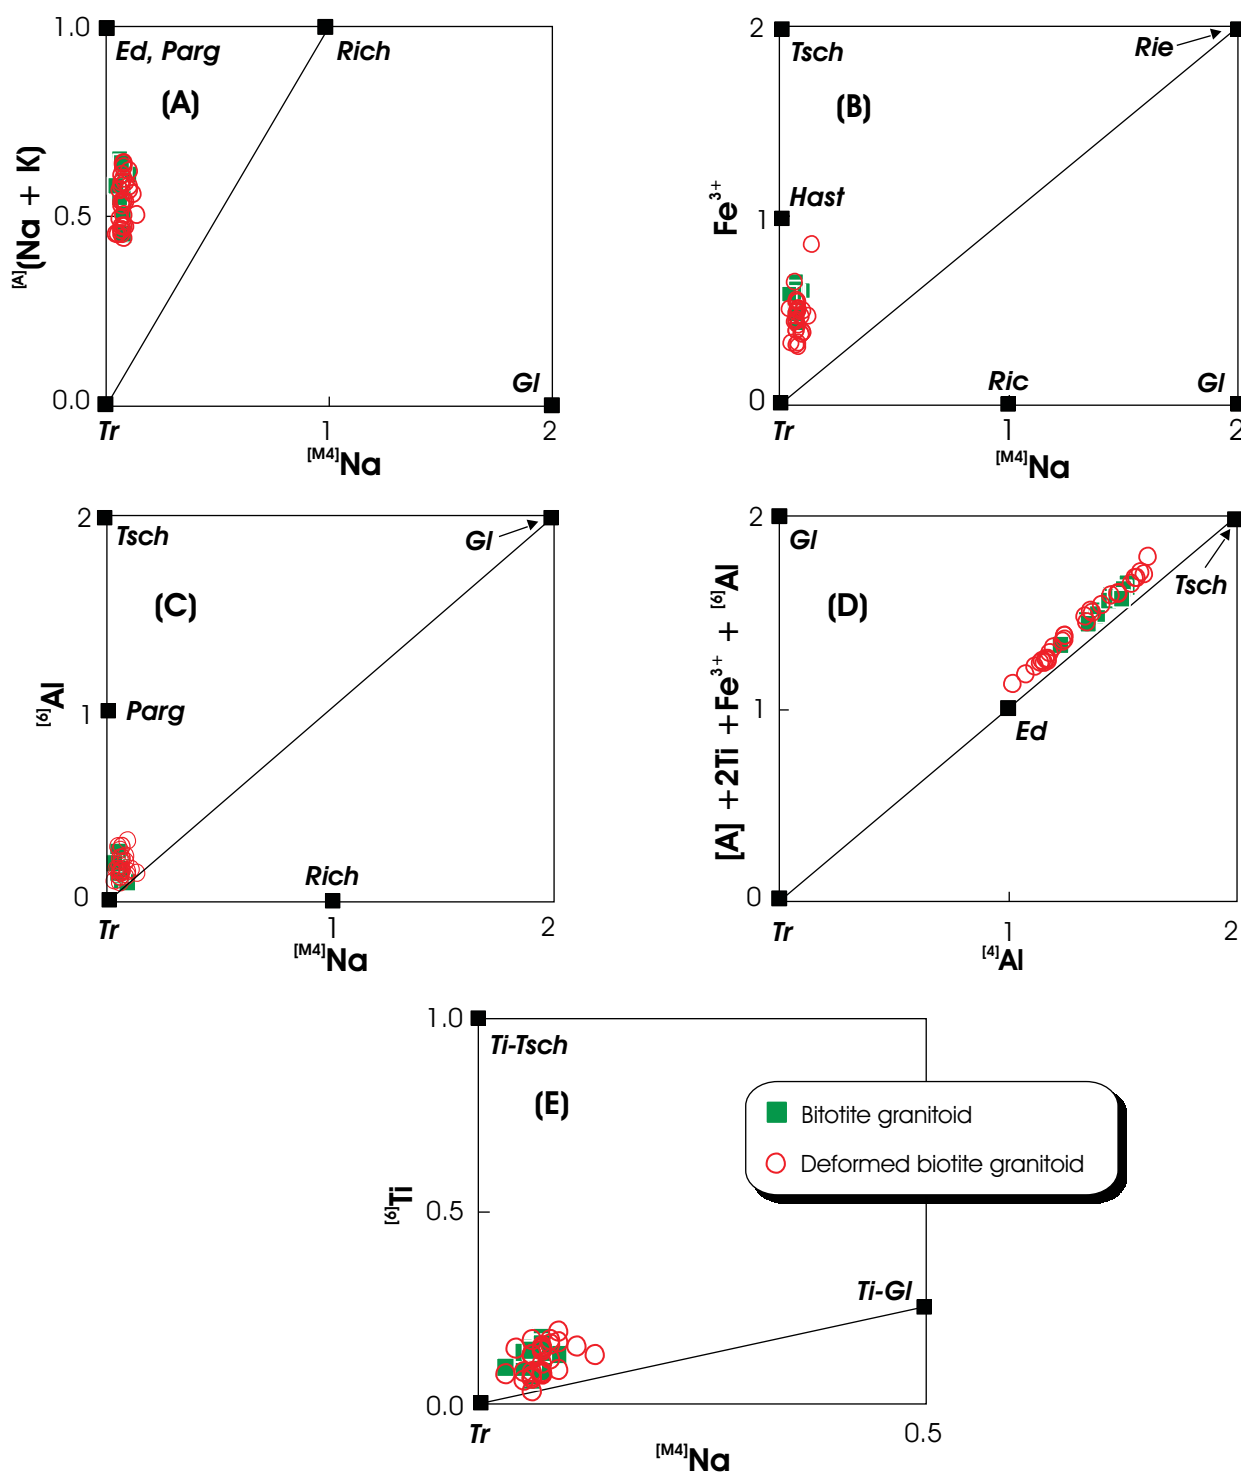 1.0
Ed, Parg
Rich
(A)
[A](Na + K)
0.5
0.0
Gl
Tr
1
2
[M4]Na
2
Tsch
Rie
(B)
Fe3+
Hast
1
Ric
Gl
0
Tr
1
2
[M4]Na
2
Tsch
Gl
(C)
[6]Al
1
Parg
Rich
0
Tr
1
2
[M4]Na
2
Gl
Tsch
(D)
[A] +2Ti +Fe3+ + [6]Al
1
Ed
0
Tr
1
2
[4]Al
1.0
Ti-Tsch
(E)
Bitotite granitoid
Deformed biotite granitoid
[6]Ti
0.5
Ti-Gl
0.0
Tr
0.5
[M4]Na